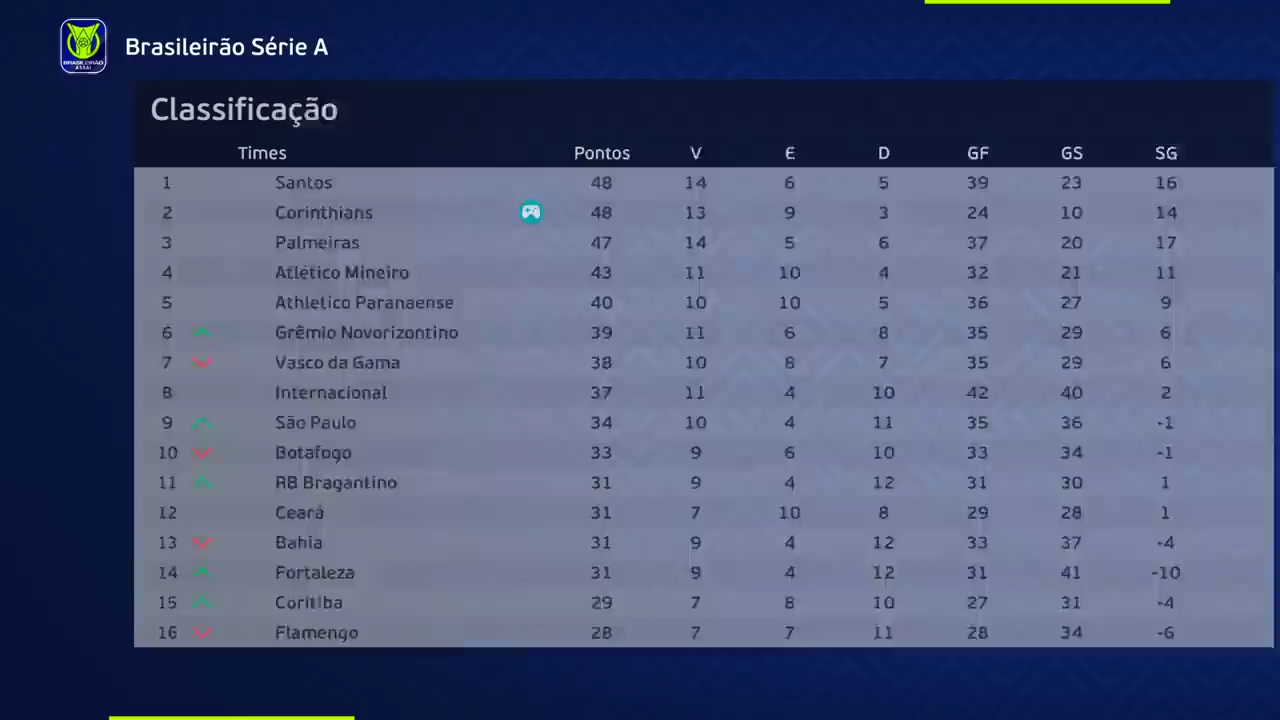 BRASILEIRÃO
ASSAÍ
Brasileirão Série A
Classificação
Times Pontos V E D GF GS SG
1 Santos 48 14 6 5 39 23 16
2 Corinthians 48 13 9 3 24 10 14
3 Palmeiras 47 14 5 6 37 20 17
4 Atlético Mineiro 43 11 10 4 32 21 11
5 Athletico Paranaense 40 10 10 5 36 27 9
6 Grêmio Novorizontino 39 11 6 8 35 29 6
7 Vasco da Gama 38 10 8 7 35 29 6
8 Internacional 37 11 4 10 42 40 2
9 São Paulo 34 10 4 11 35 36 -1
10 Botafogo 33 9 6 10 33 34 -1
11 RB Bragantino 31 9 4 12 31 30 1
12 Ceará 31 7 10 8 29 28 1
13 Bahia 31 9 4 12 33 37 -4
14 Fortaleza 31 9 4 12 31 41 -10
15 Coritiba 29 7 8 10 27 31 -4
16 Flamengo 28 7 7 11 28 34 -6